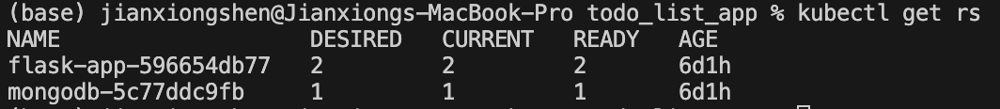 (base) jianxiongshen@Jianxiongs-MacBook-Pro todo_list_app % kubectl get rs
NAME DESIRED CURRENT READY AGE
flask-app-596654db77 2 2 2 6d1h
mongodb-5c77ddc9fb 1 1 1 6d1h